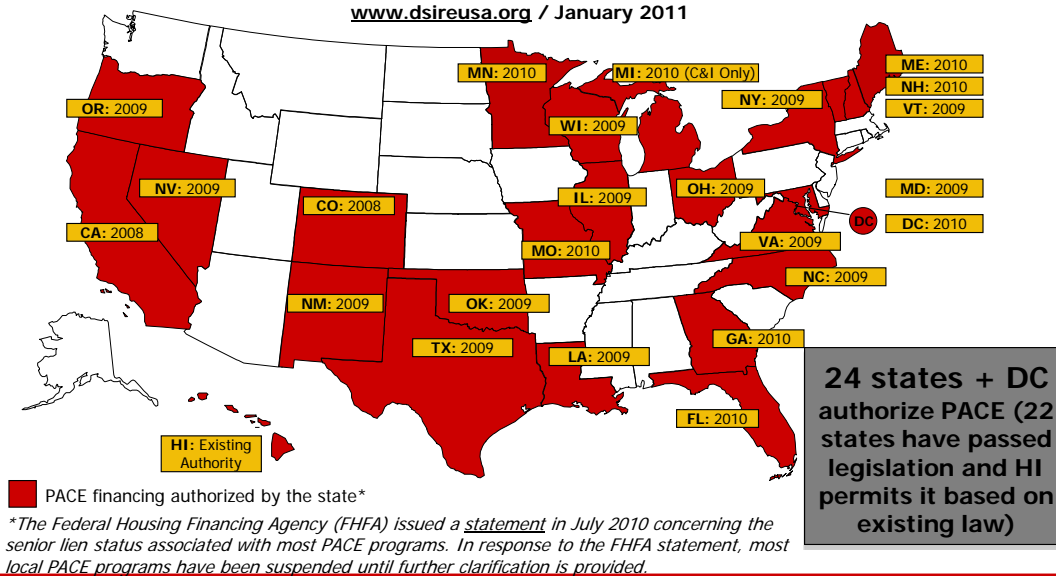 www.dsireusa.org / January 2011
MN: 2010
MI: 2010 (C&I Only)
ME: 2010
NH: 2010
OR: 2009
NY: 2009
VT: 2009
WI: 2009
NV: 2009
OH: 2009
MD: 2009
CO: 2008
IL: 2009
DC
DC: 2010
CA: 2008
MO: 2010
VA: 2009
NC: 2009
NM: 2009
OK: 2009
GA: 2010
TX: 2009
LA: 2009
FL: 2010
HI: Existing
Authority
24 states + DC
authorize PACE (22
states have passed
legislation and HI
permits it based on
existing law)
PACE financing authorized by the state*
*The Federal Housing Financing Agency (FHFA) issued a statement in July 2010 concerning the
senior lien status associated with most PACE programs. In response to the FHFA statement, most
local PACE programs have been suspended until further clarification is provided.